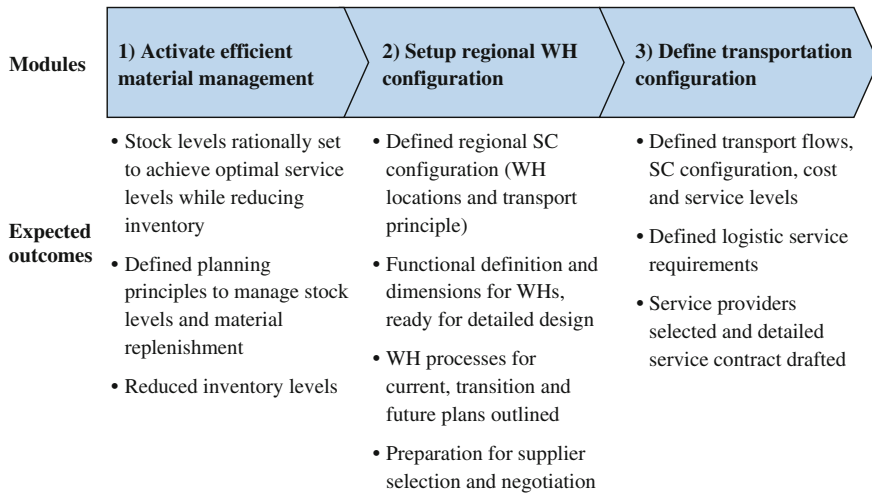 Modules
1) Activate efficient
material management
2) Setup regional WH
configuration
3) Define transportation
configuration
Expected
outcomes
• Stock levels rationally set
to achieve optimal service
levels while reducing
inventory
• Defined planning
principles to manage stock
levels and material
replenishment
• Reduced inventory levels
• Defined regional SC
configuration (WH
locations and transport
principle)
• Functional definition and
dimensions for WHs,
ready for detailed design
• WH processes for
current, transition and
future plans outlined
• Preparation for supplier
selection and negotiation
• Defined transport flows,
SC configuration, cost
and service levels
• Defined logistic service
requirements
• Service providers
selected and detailed
service contract drafted